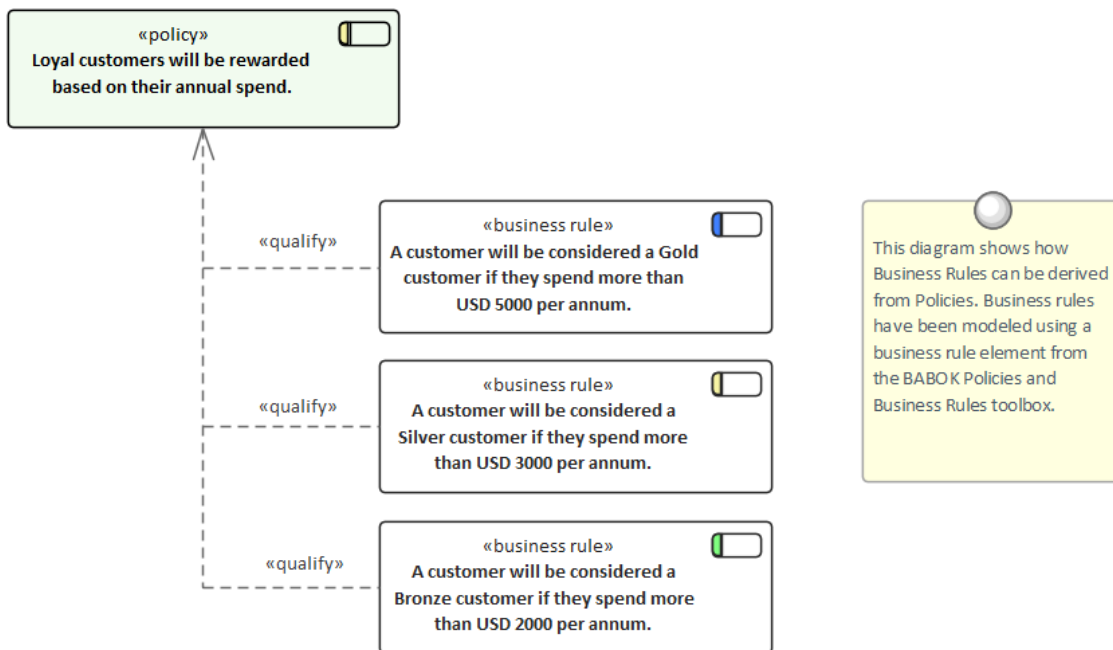 «policy»
Loyal customers will be rewarded
based on their annual spend.
«qualify»
«business rule»
A customer will be considered a Gold
customer if they spend more than
USD 5000 per annum.
«qualify»
«business rule»
A customer will be considered a
Silver customer if they spend more
than USD 3000 per annum.
«qualify»
«business rule»
A customer will be considered a
Bronze customer if they spend more
than USD 2000 per annum.
This diagram shows how
Business Rules can be derived
from Policies. Business rules
have been modeled using a
business rule element from
the BABOK Policies and
Business Rules toolbox.